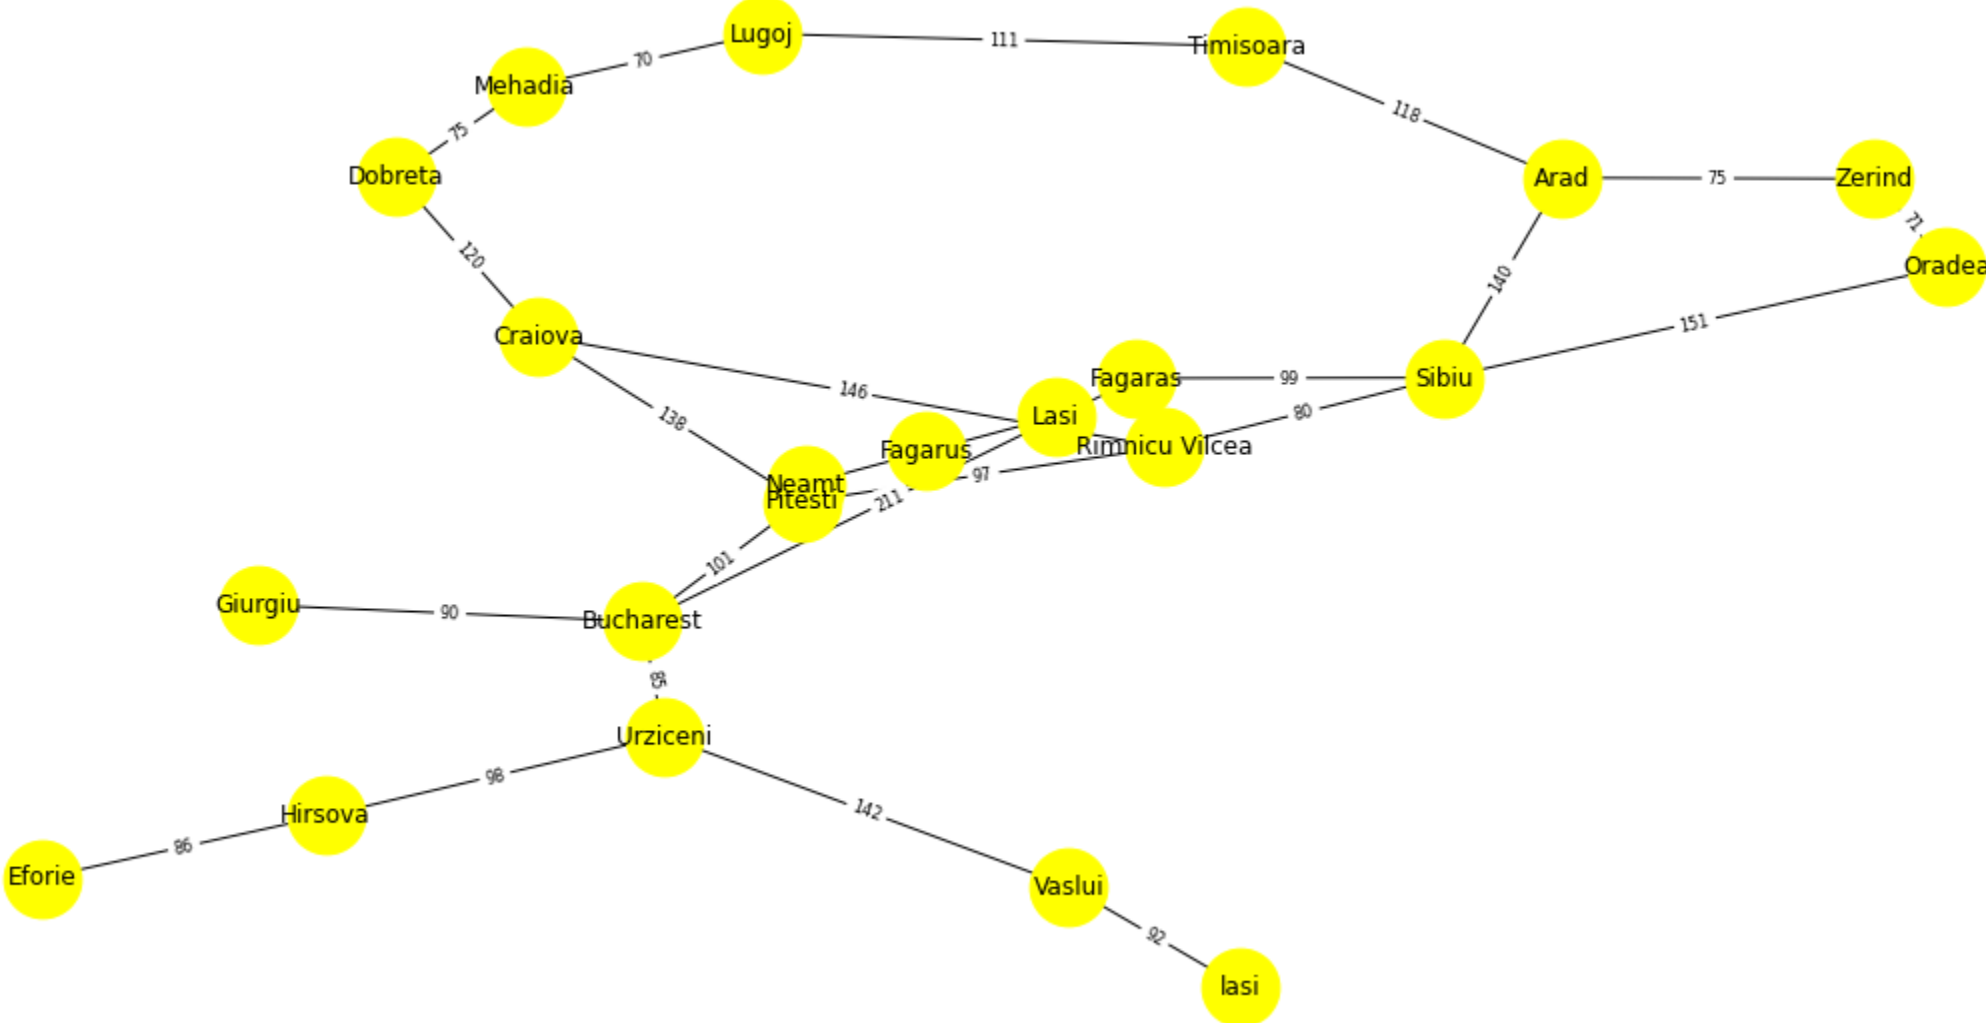 Lugoj
111
Timisoara
70
Mehadia
118
75
Dobreta
Arad
75
Zerind
71
120
Oradea
140
151
Craiova
146
Fagaras
99
Sibiu
138
Lasi
80
Rimnicu Vilcea
Fagarus
97
Neamt
Pitesti
211
101
Giurgiu
90
Bucharest
85
Urziceni
98
142
Hirsova
86
Eforie
Vaslui
92
Iasi